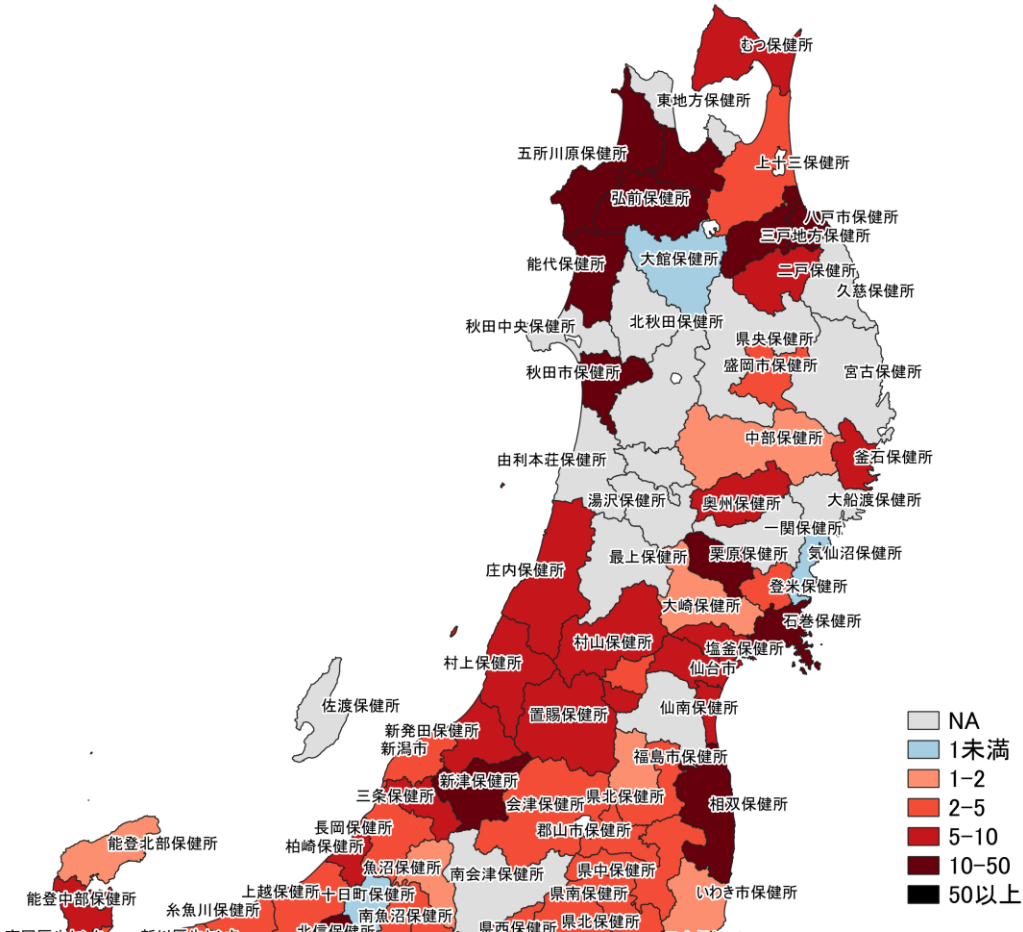 むつ保健所
東地方保健所
五所川原保健所
上十三保健所
弘前保健所
八戸市保健所
三戸地方保健所
大館保健所
能代保健所
二戸保健所
久慈保健所
北秋田保健所
秋田中央保健所
県央保健所
盛岡市保健所
秋田市保健所
宮古保健所
中部保健所
釜石保健所
由利本荘保健所
湯沢保健所
奥州保健所
大船渡保健所
一関保健所
最上保健所
栗原保健所
気仙沼保健所
庄内保健所
登米保健所
大崎保健所
石巻保健所
村山保健所
塩釜保健所
村上保健所
仙台市
佐渡保健所
置賜保健所
仙南保健所
新発田保健所
新潟市
福島市保健所
新津保健所
三条保健所
会津保健所
県北保健所
相双保健所
長岡保健所
郡山市保健所
柏崎保健所
能登北部保健所
魚沼保健所
南会津保健所
県中保健所
上越保健所
十日町保健所
県南保健所
いわき市保健所
能登中部保健所
糸魚川保健所
南魚沼保健所
県西保健所
県北保健所
北信保健所
NA
1未満
1-2
2-5
5-10
10-50
50以上